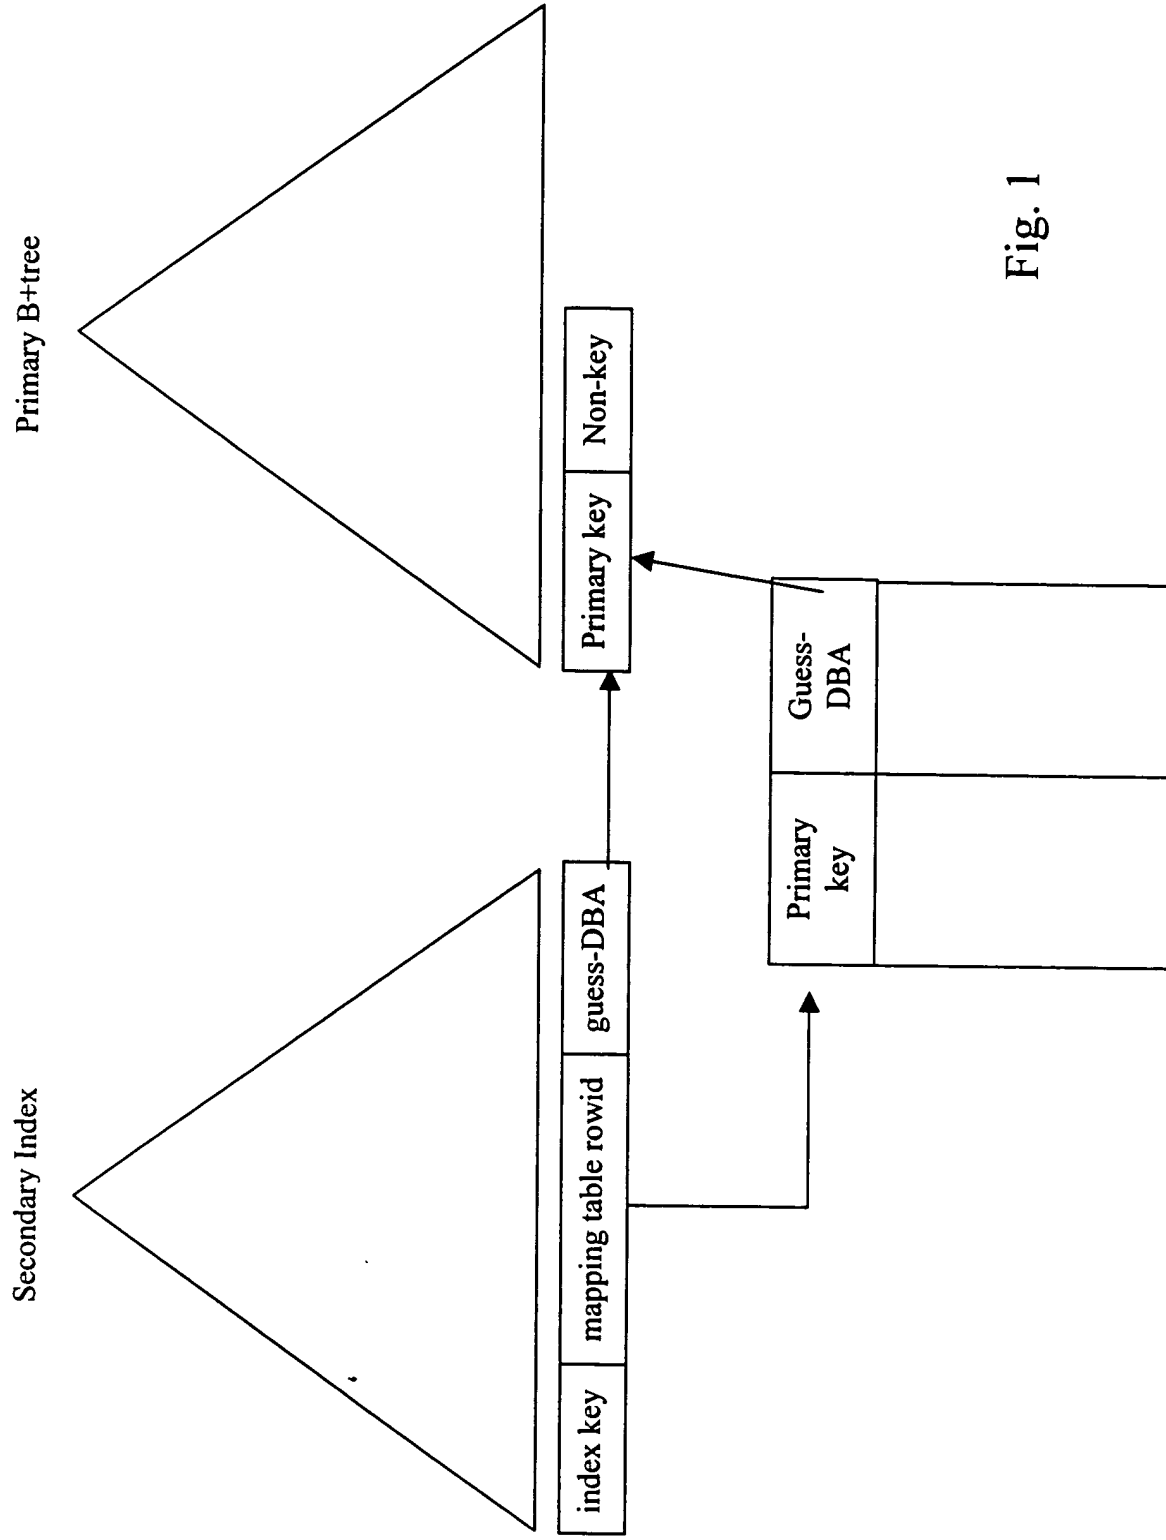 Secondary Index
Primary B+tree
index key
mapping table rowid
guess-DBA
Primary key
Non-key
Primary
key
Guess-
DBA
Fig. 1